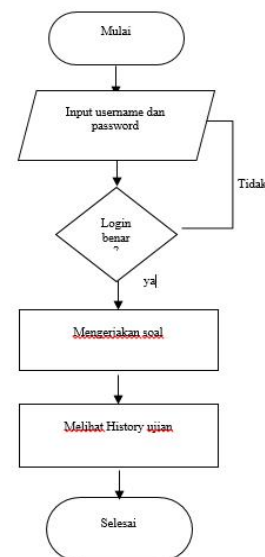 Mulai
Input username dan
password
Tidak
Login
benar
?
ya
Mengerjakan soal
Melihat History ujian
Selesai